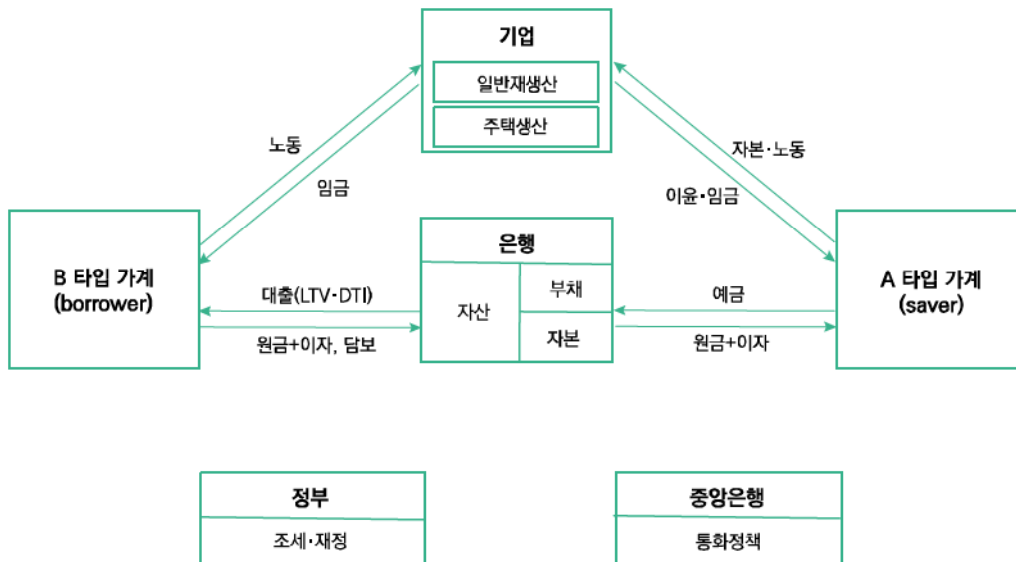 기업
일반재생산
주택생산
노동
임금
자본·노동
이윤·임금
B 타입 가계
(borrower)
은행
자산
부채
자본
A 타입 가계
(saver)
대출(LTV·DTI)
원금+이자, 담보
예금
원금+이자
정부
조세·재정
중앙은행
통화정책